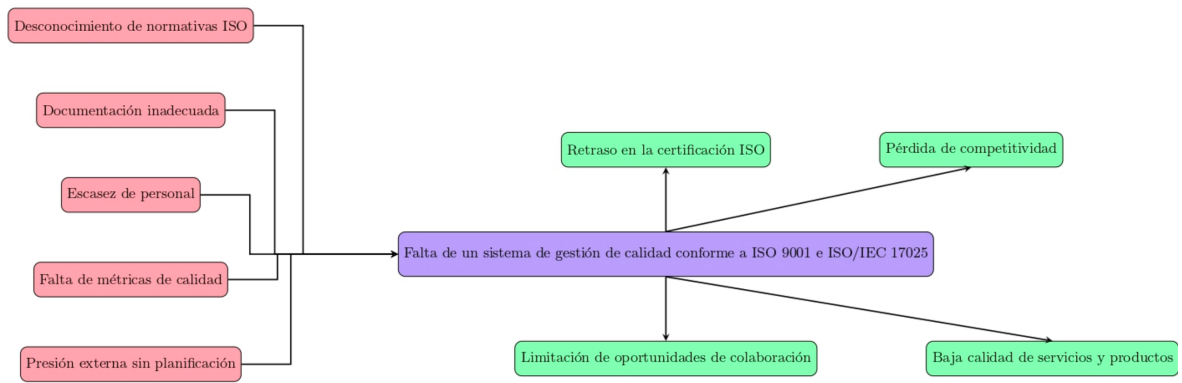 Desconocimiento de normativas ISO
Documentación inadecuada
Escasez de personal
Falta de métricas de calidad
Presión externa sin planificación
Retraso en la certificación ISO
Pérdida de competitividad
Falta de un sistema de gestión de calidad conforme a ISO 9001 e ISO/IEC 17025
Limitación de oportunidades de colaboración
Baja calidad de servicios y productos